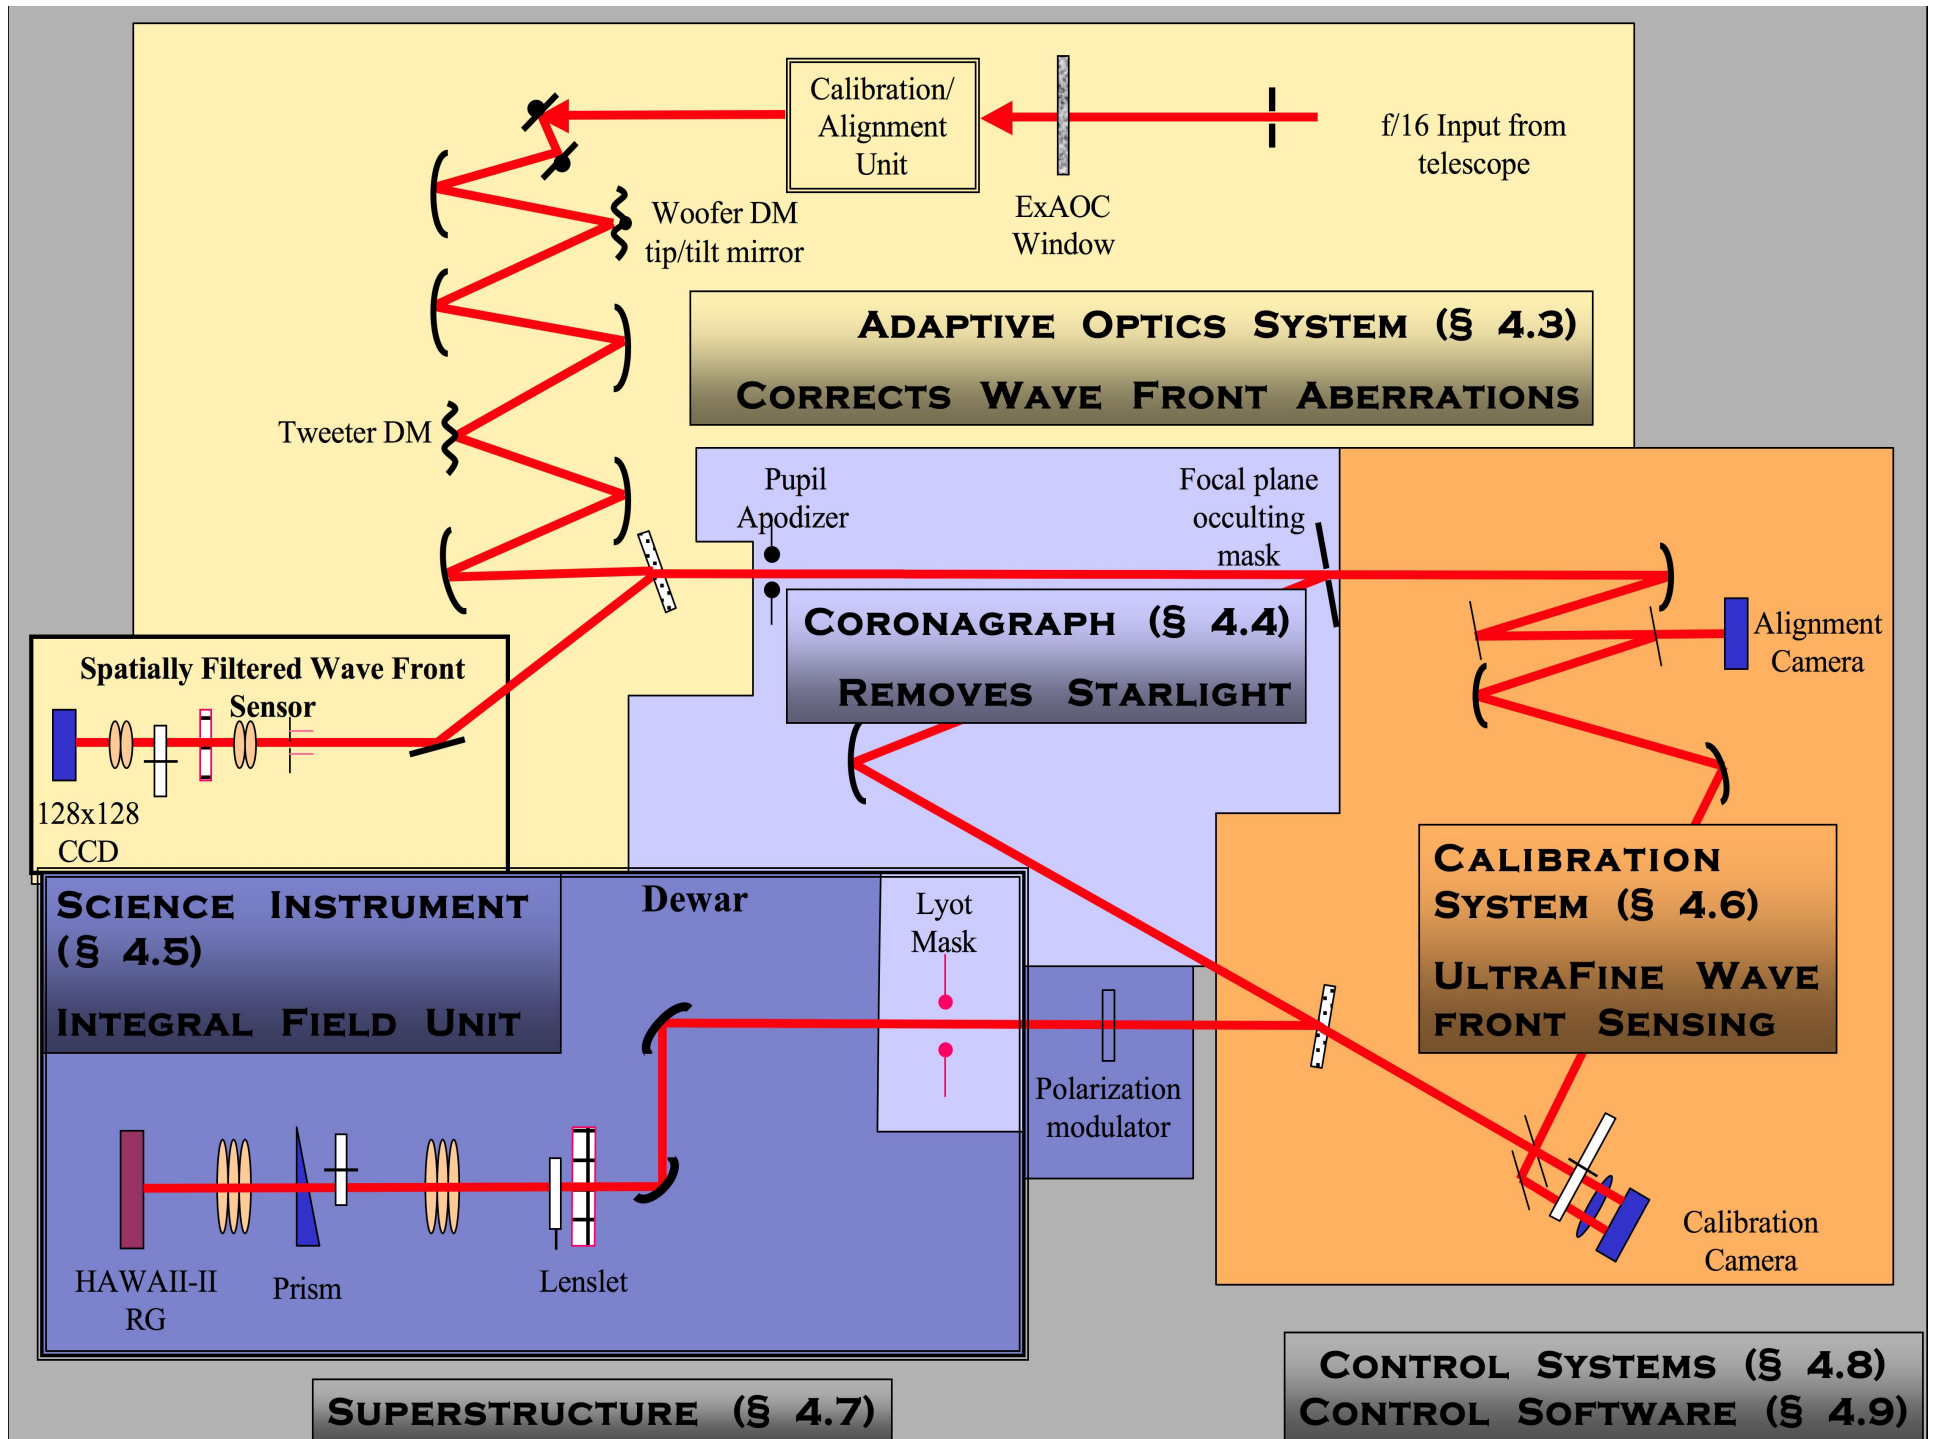 Calibration/
Alignment
Unit
f/16 Input from
telescope
ExAOC
Window
Woofer DM
tip/tilt mirror
ADAPTIVE OPTICS SYSTEM (§ 4.3)
CORRECTS WAVE FRONT ABERRATIONS
Tweeter DM
Pupil
Apodizer
Focal plane
occulting
mask
CORONAGRAPH (§ 4.4)
REMOVES STARLIGHT
Alignment
Camera
Spatially Filtered Wave Front
Sensor
128x128
CCD
CALIBRATION
SYSTEM (§ 4.6)
ULTRAFINE WAVE
FRONT SENSING
SCIENCE INSTRUMENT
(§ 4.5)
INTEGRAL FIELD UNIT
Dewar
Lyot
Mask
Polarization
modulator
HAWAII-II
RG
Prism
Lenslet
Calibration
Camera
SUPERSTRUCTURE (§ 4.7)
CONTROL SYSTEMS (§ 4.8)
CONTROL SOFTWARE (§ 4.9)